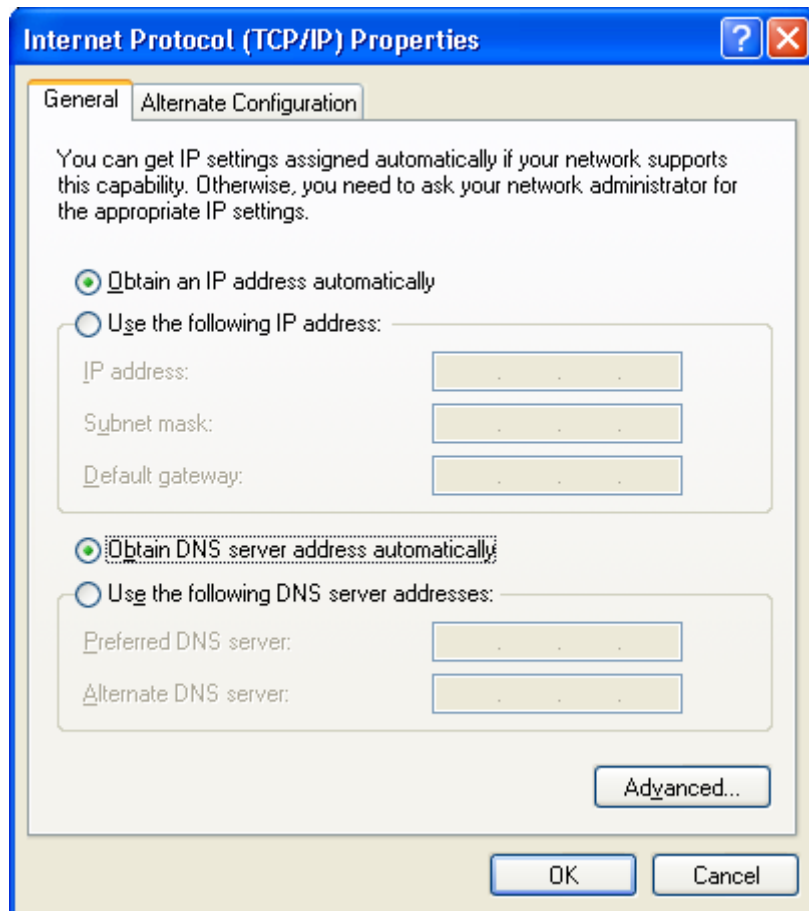 Internet Protocol (TCP/IP) Properties
General Alternate Configuration
You can get IP settings assigned automatically if your network supports
this capability. Otherwise, you need to ask your network administrator for
the appropriate IP settings.
Obtain an IP address automatically
Use the following IP address:
IP address: . . .
Subnet mask: . . .
Default gateway: . . .
Obtain DNS server address automatically
Use the following DNS server addresses:
Preferred DNS server: . . .
Alternate DNS server: . . .
Advanced...
OK Cancel